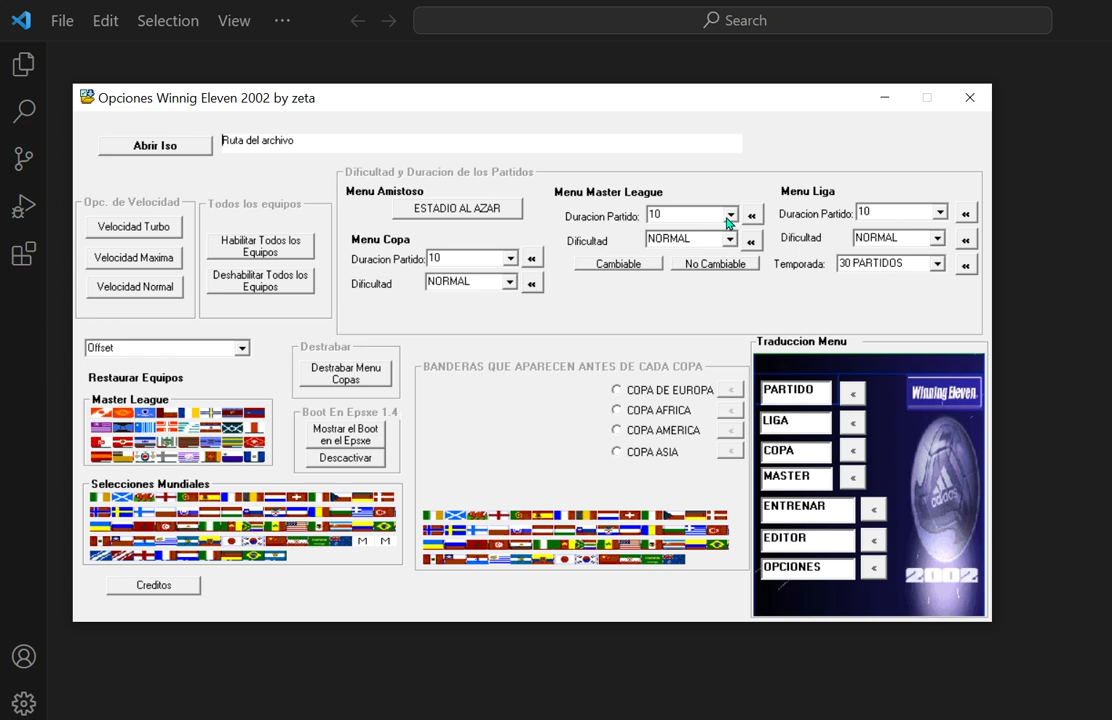 File Edit Selection View ... Search
Opciones Winnig Eleven 2002 by zeta
Abrir Iso
Ruta del archivo
Opc. de Velocidad
Velocidad Turbo
Velocidad Maxima
Velocidad Normal
Todos los equipos
Habilitar Todos los
Equipos
Deshabilitar Todos los
Equipos
Dificultad y Duracion de los Partidos
Menu Amistoso
ESTADIO AL AZAR
Menu Copa
Duracion Partido: 10 «
Dificultad NORMAL «
Menu Master League
Duracion Partido: 10 «
Dificultad NORMAL «
Cambiable No Cambiable
Menu Liga
Duracion Partido: 10 «
Dificultad NORMAL «
Temporada: 30 PARTIDOS «
Offset
Restaurar Equipos
Master League
Selecciones Mundiales
M M
Creditos
Destrabar
Destrabar Menu
Copas
Boot En Epsxe 1.4
Mostrar el Boot
en el Epsxe
Descactivar
BANDERAS QUE APARECEN ANTES DE CADA COPA
COPA DE EUROPA «
COPA AFRICA «
COPA AMERICA «
COPA ASIA «
Traduccion Menu
PARTIDO «
LIGA «
COPA «
MASTER «
ENTRENAR «
EDITOR «
OPCIONES «
Winning Eleven
adidas
2002